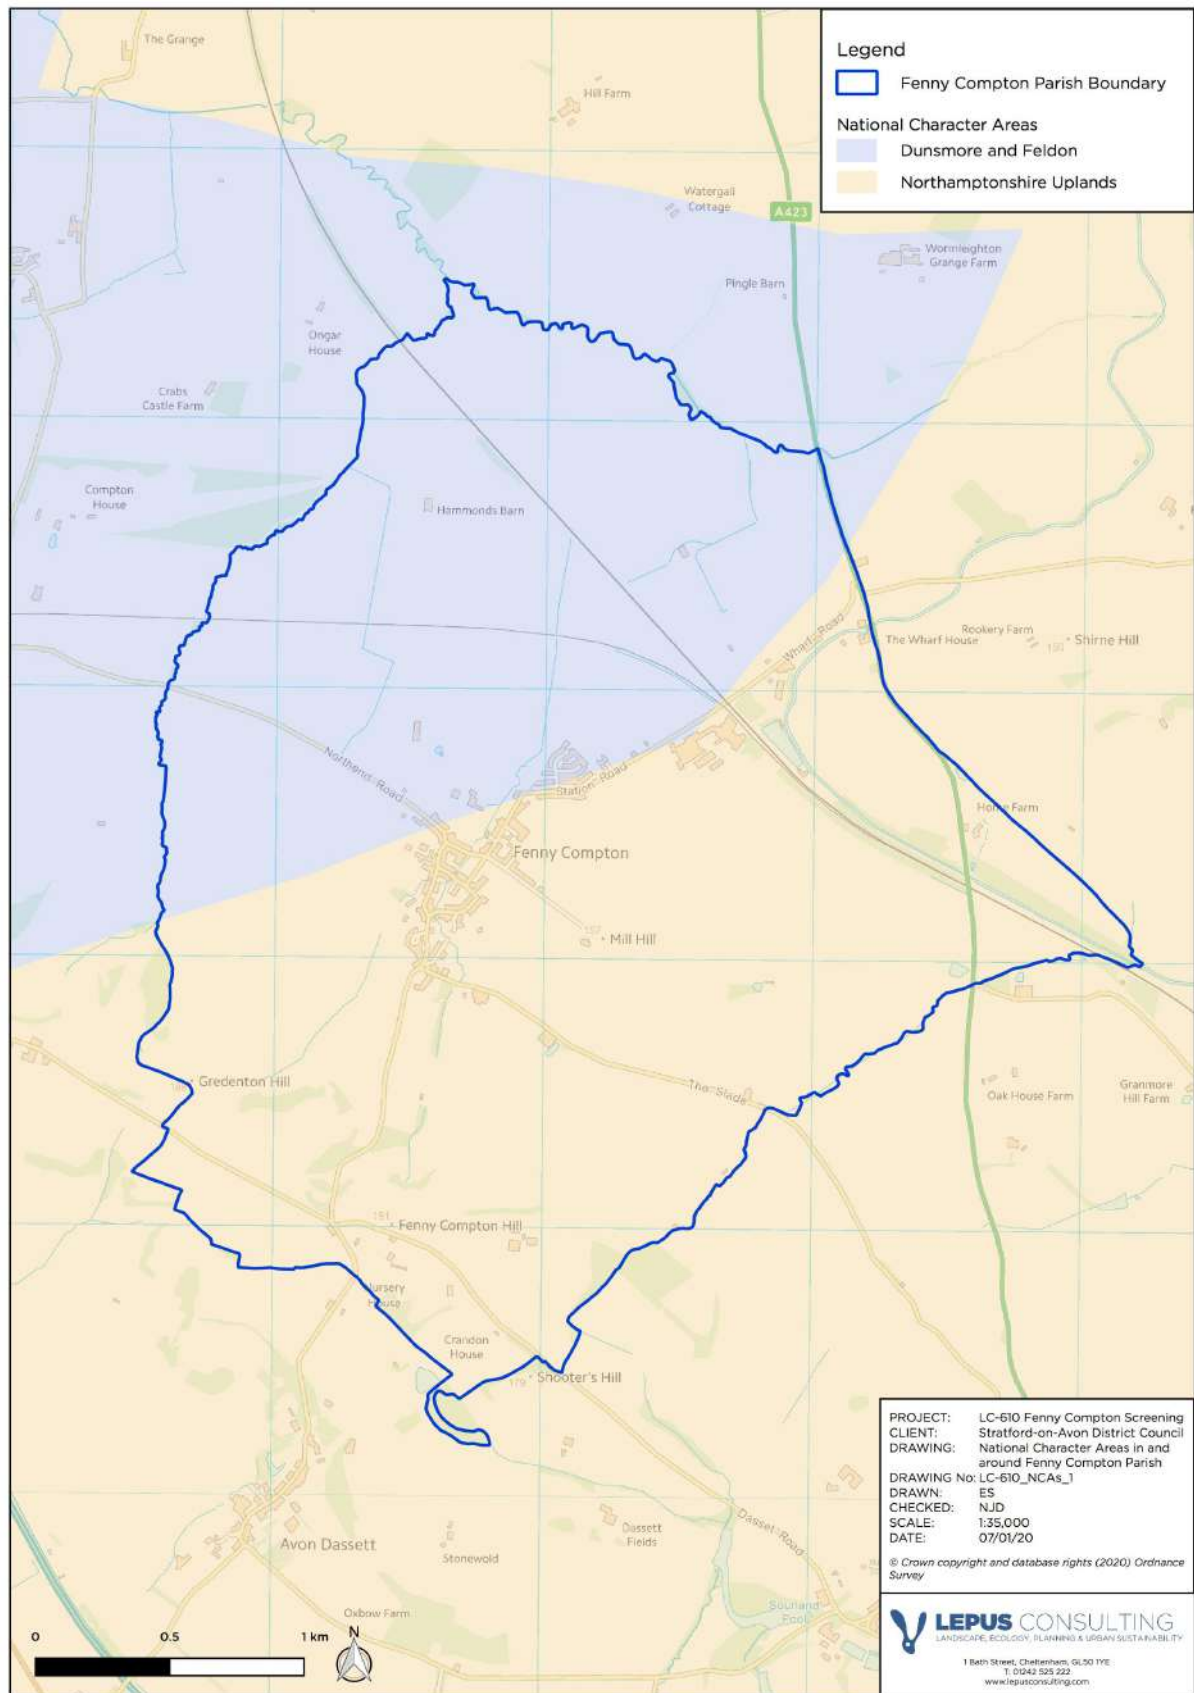 The Grange
Hill Farm
Legend
Fenny Compton Parish Boundary
National Character Areas
Dunsmore and Feldon
Northamptonshire Uplands
Watergall
Cottage
A423
Wormleighton
Grange Farm
Pingle Barn
Ongar
House
Crabs
Castle Farm
Compton
House
Hammonds Barn
Wharf Road
The Wharf House
Rookery Farm
Shirne Hill
Northend Road
Station Road
Home Farm
Fenny Compton
Mill Hill
Gredenton Hill
The Slade
Oak House Farm
Granmore
Hill Farm
191
Fenny Compton Hill
Nursery
House
Crandon
House
179
Shooter's Hill
Avon Dassett
Stonewold
Dassett
Fields
Dassett Road
Oxbow Farm
0 0.5 1 km
N
PROJECT: LC-610 Fenny Compton Screening
CLIENT: Stratford-on-Avon District Council
DRAWING: National Character Areas in and
around Fenny Compton Parish
DRAWING No: LC-610_NCAs_1
DRAWN: ES
CHECKED: NJD
SCALE: 1:35,000
DATE: 07/01/20
© Crown copyright and database rights (2020) Ordnance
Survey
LEPUS CONSULTING
LANDSCAPE, ECOLOGY, PLANNING & URBAN SUSTAINABILITY
1 Bath Street, Cheltenham, GL50 1YE
T: 01242 525 222
www.lepusconsulting.com